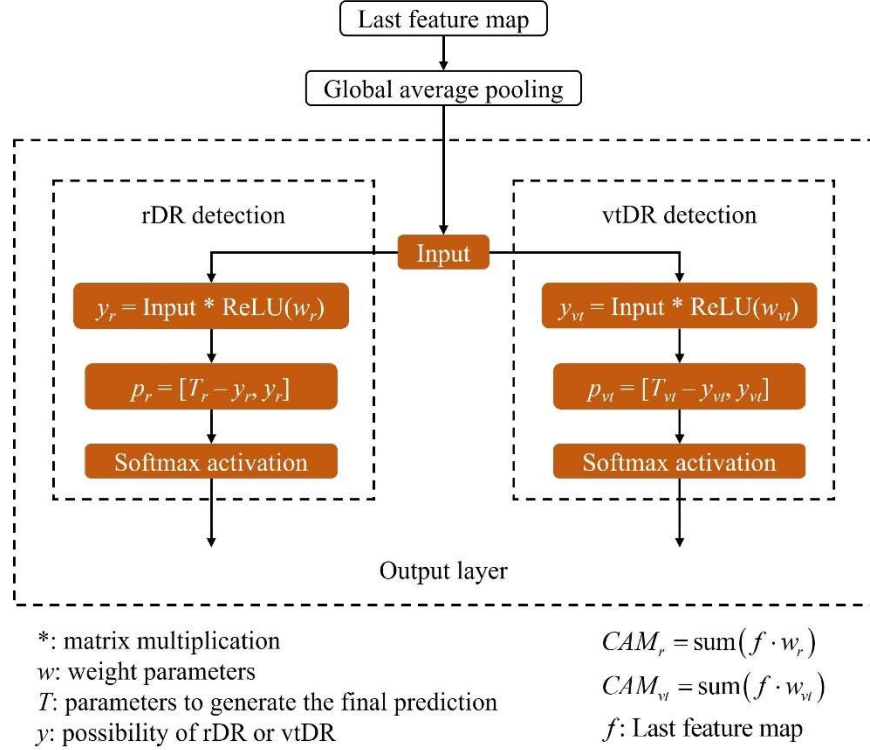 Last feature map
Global average pooling
rDR detection
vtDR detection
Input
y_r = Input * ReLU(w_r)
y_vt = Input * ReLU(w_vt)
p_r = [T_r – y_r, y_r]
p_vt = [T_vt – y_vt, y_vt]
Softmax activation
Softmax activation
Output layer
*: matrix multiplication
w: weight parameters
T: parameters to generate the final prediction
y: possibility of rDR or vtDR
CAM_r = sum(f · w_r)
CAM_vt = sum(f · w_vt)
f: Last feature map